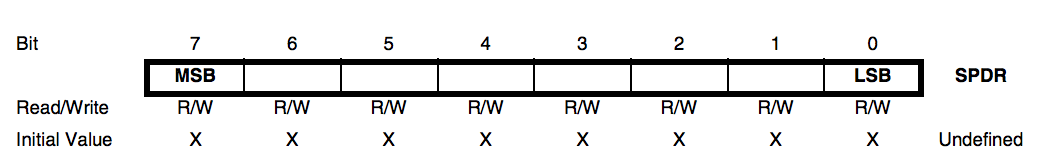 Bit 7 6 5 4 3 2 1 0
MSB LSB SPDR
Read/Write R/W R/W R/W R/W R/W R/W R/W R/W
Initial Value X X X X X X X X Undefined